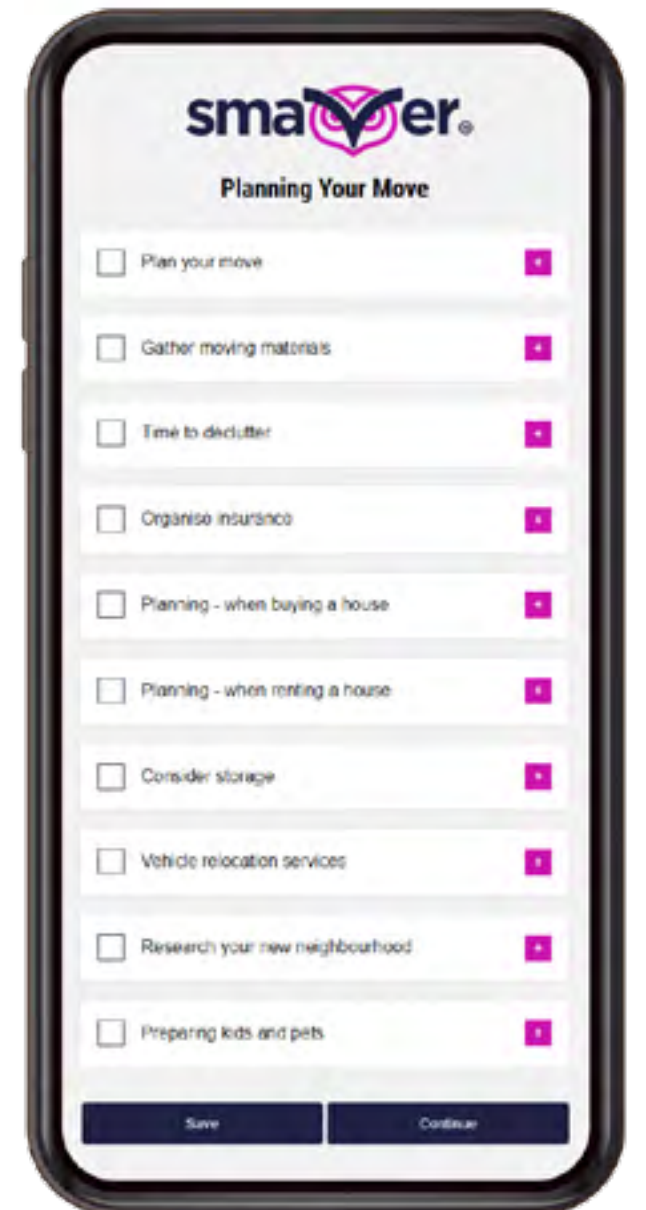 smoover®
Planning Your Move
Plan your move
Gather moving materials
Time to declutter
Organise insurance
Planning - when buying a house
Planning - when renting a house
Consider storage
Vehicle relocation services
Research your new neighbourhood
Preparing kids and pets
Save
Continue